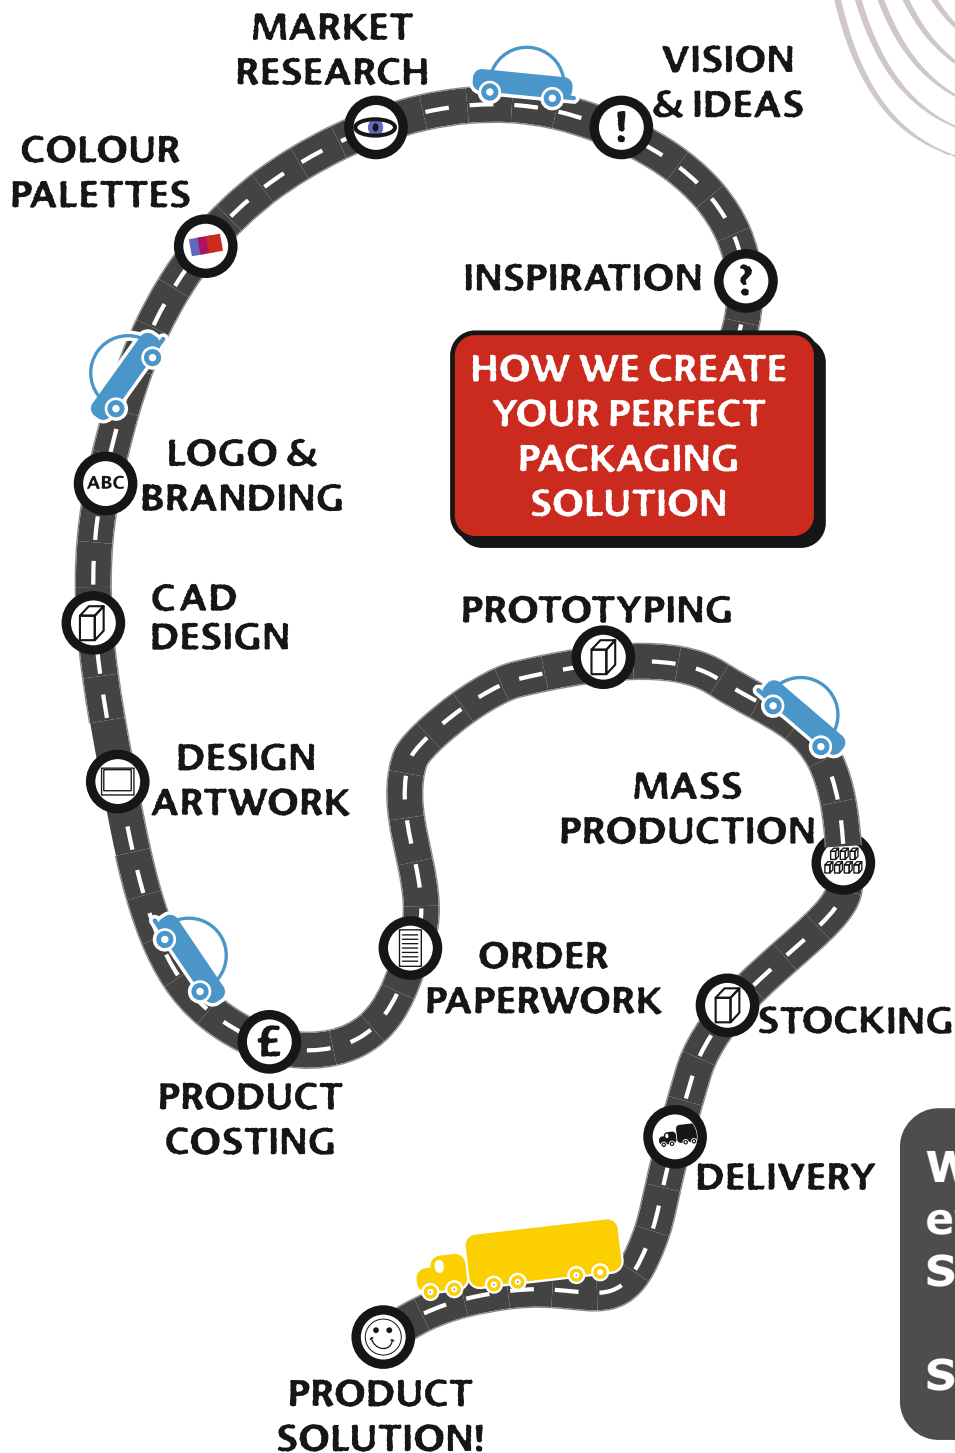 MARKET
RESEARCH
VISION
& IDEAS
COLOUR
PALETTES
!
INSPIRATION
?
HOW WE CREATE
YOUR PERFECT
PACKAGING
SOLUTION
LOGO &
BRANDING
ABC
CAD
DESIGN
PROTOTYPING
DESIGN
ARTWORK
MASS
PRODUCTION
ORDER
PAPERWORK
STOCKING
£
PRODUCT
COSTING
DELIVERY
PRODUCT
SOLUTION!